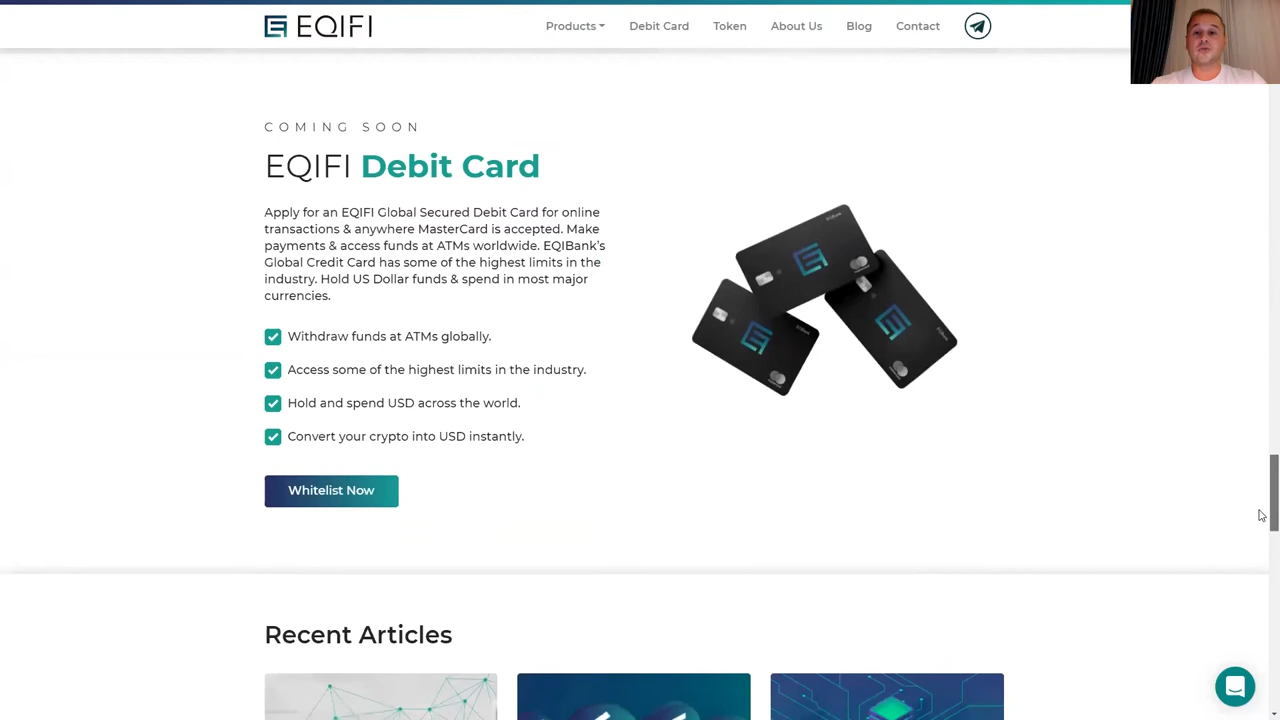 EQIFI
Products
Debit Card
Token
About Us
Blog
Contact
COMING SOON
EQIFI Debit Card
Apply for an EQIFI Global Secured Debit Card for online
transactions & anywhere MasterCard is accepted. Make
payments & access funds at ATMs worldwide. EQIBank's
Global Credit Card has some of the highest limits in the
industry. Hold US Dollar funds & spend in most major
currencies.
Withdraw funds at ATMs globally.
Access some of the highest limits in the industry.
Hold and spend USD across the world.
Convert your crypto into USD instantly.
Whitelist Now
Recent Articles